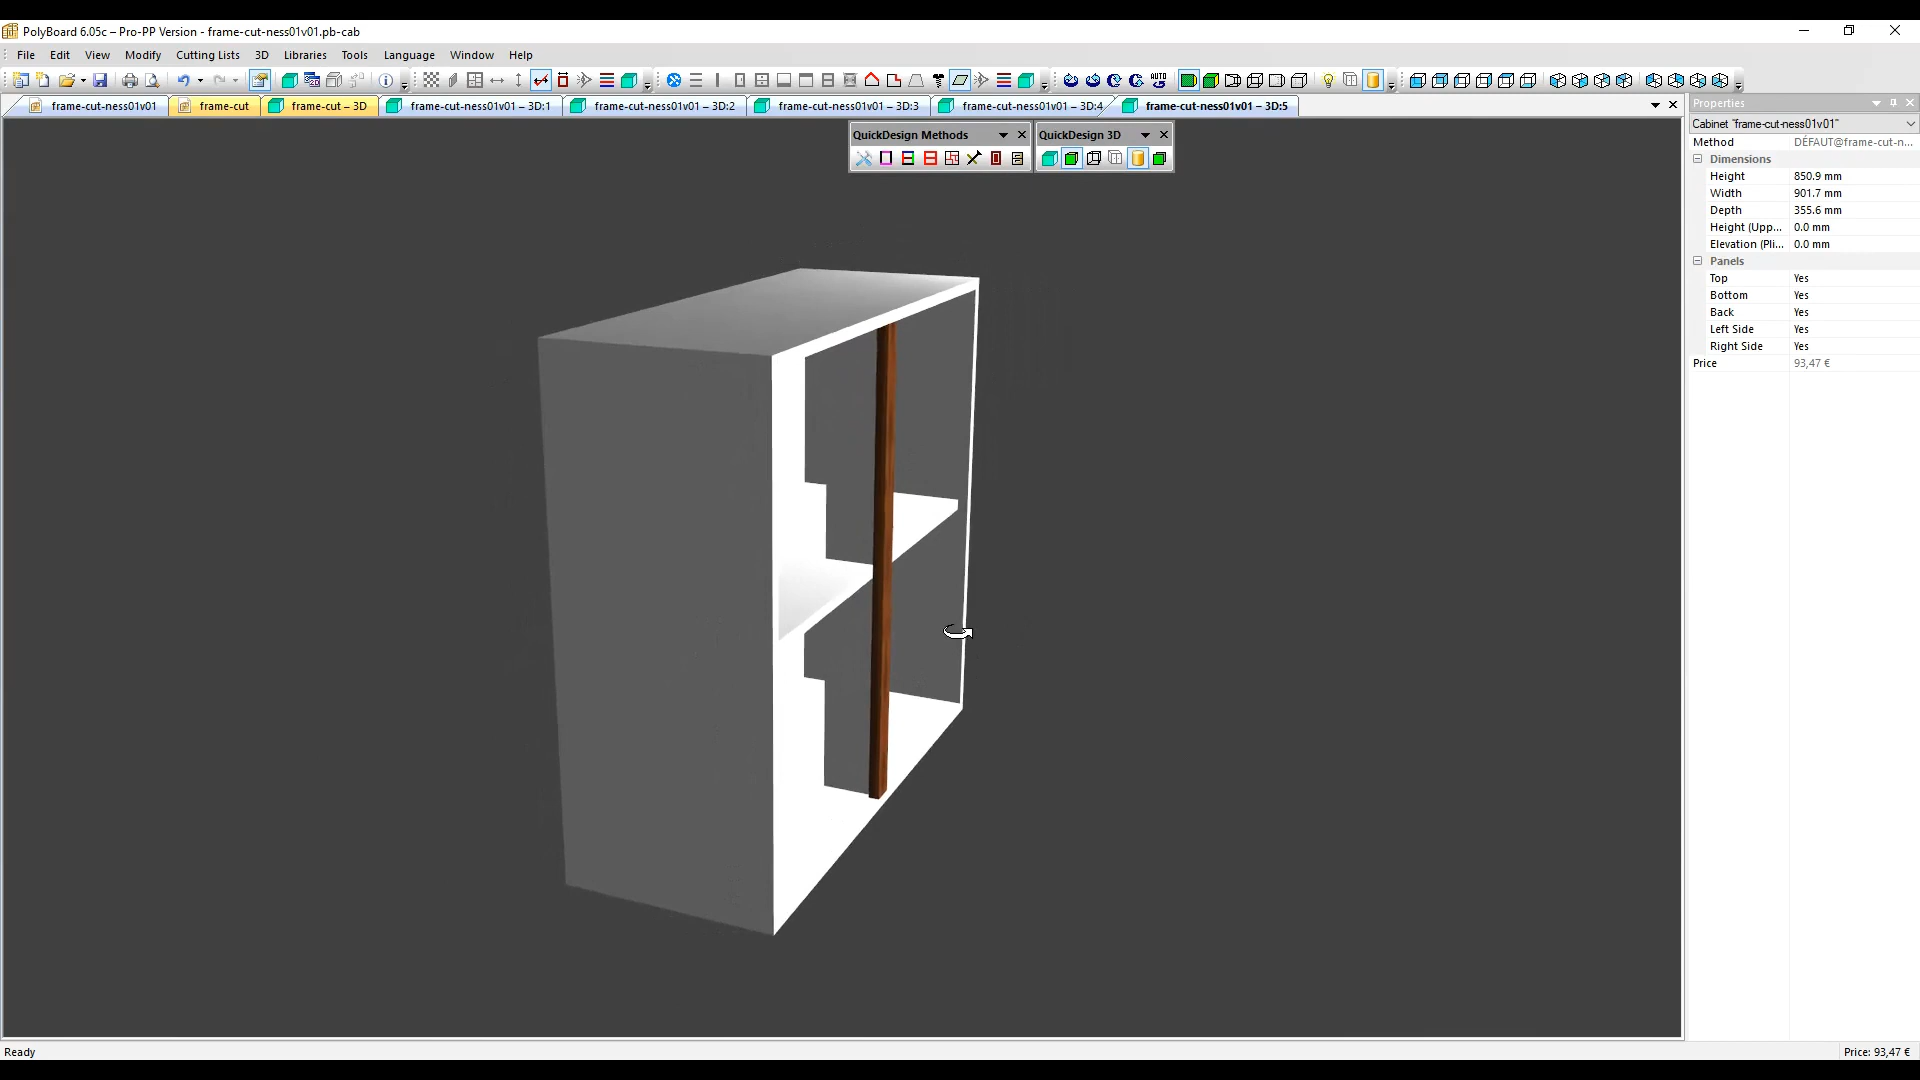 PolyBoard 6.05c – Pro-PP Version - frame-cut-ness01v01.pb-cab
File Edit View Modify Cutting Lists 3D Libraries Tools Language Window Help
AUTO
frame-cut-ness01v01 frame-cut frame-cut – 3D frame-cut-ness01v01 – 3D:1 frame-cut-ness01v01 – 3D:2 frame-cut-ness01v01 – 3D:3 frame-cut-ness01v01 – 3D:4 frame-cut-ness01v01 – 3D:5
QuickDesign Methods
QuickDesign 3D
Properties
Cabinet "frame-cut-ness01v01"
Method DÉFAUT@frame-cut-n...
Dimensions
Height 850.9 mm
Width 901.7 mm
Depth 355.6 mm
Height (Upp... 0.0 mm
Elevation (Pli... 0.0 mm
Panels
Top Yes
Bottom Yes
Back Yes
Left Side Yes
Right Side Yes
Price 93,47 €
Ready
Price: 93,47 €